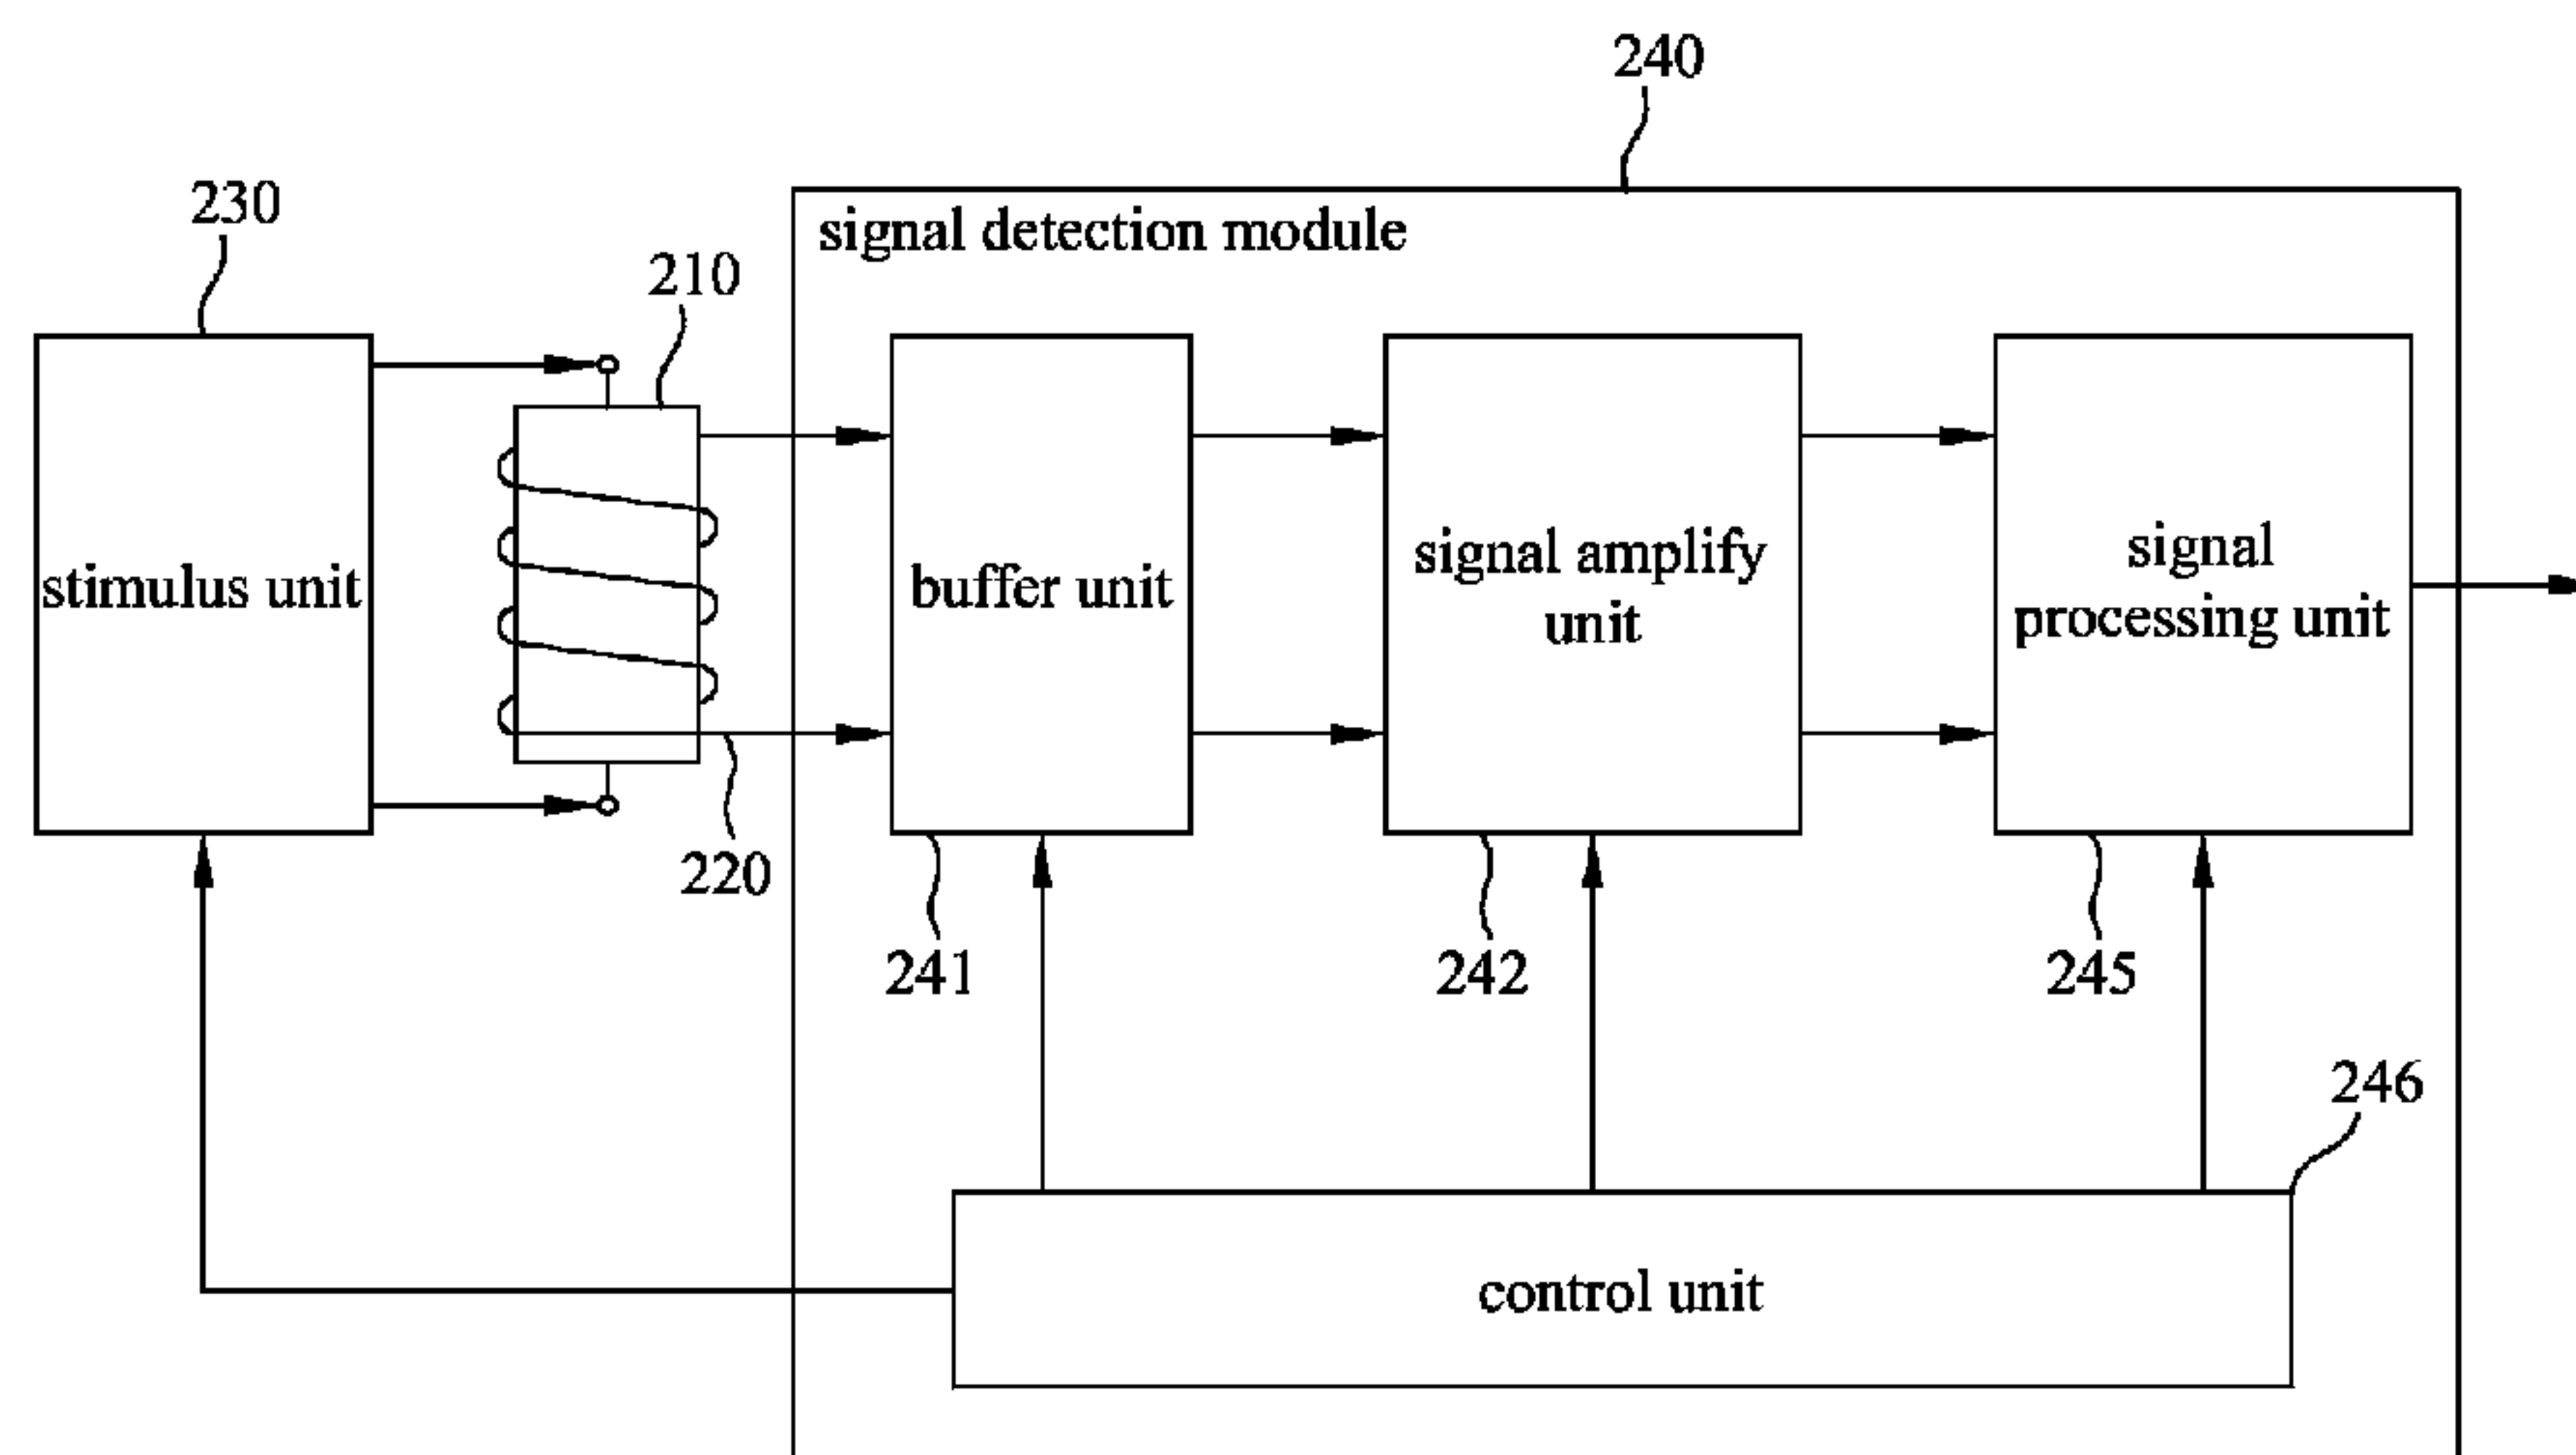 240
230
signal detection module
210
stimulus unit
buffer unit
signal amplify
unit
signal
processing unit
220
241
242
245
246
control unit